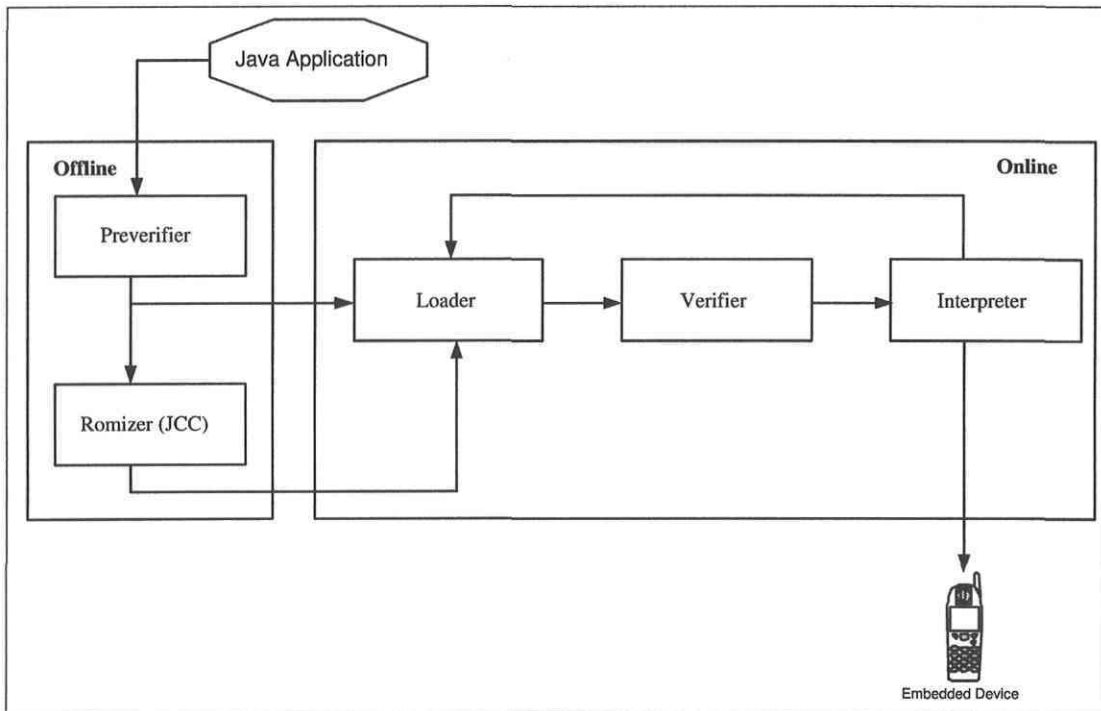 Java Application
Offline
Online
Preverifier
Loader
Verifier
Interpreter
Romizer (JCC)
Embedded Device